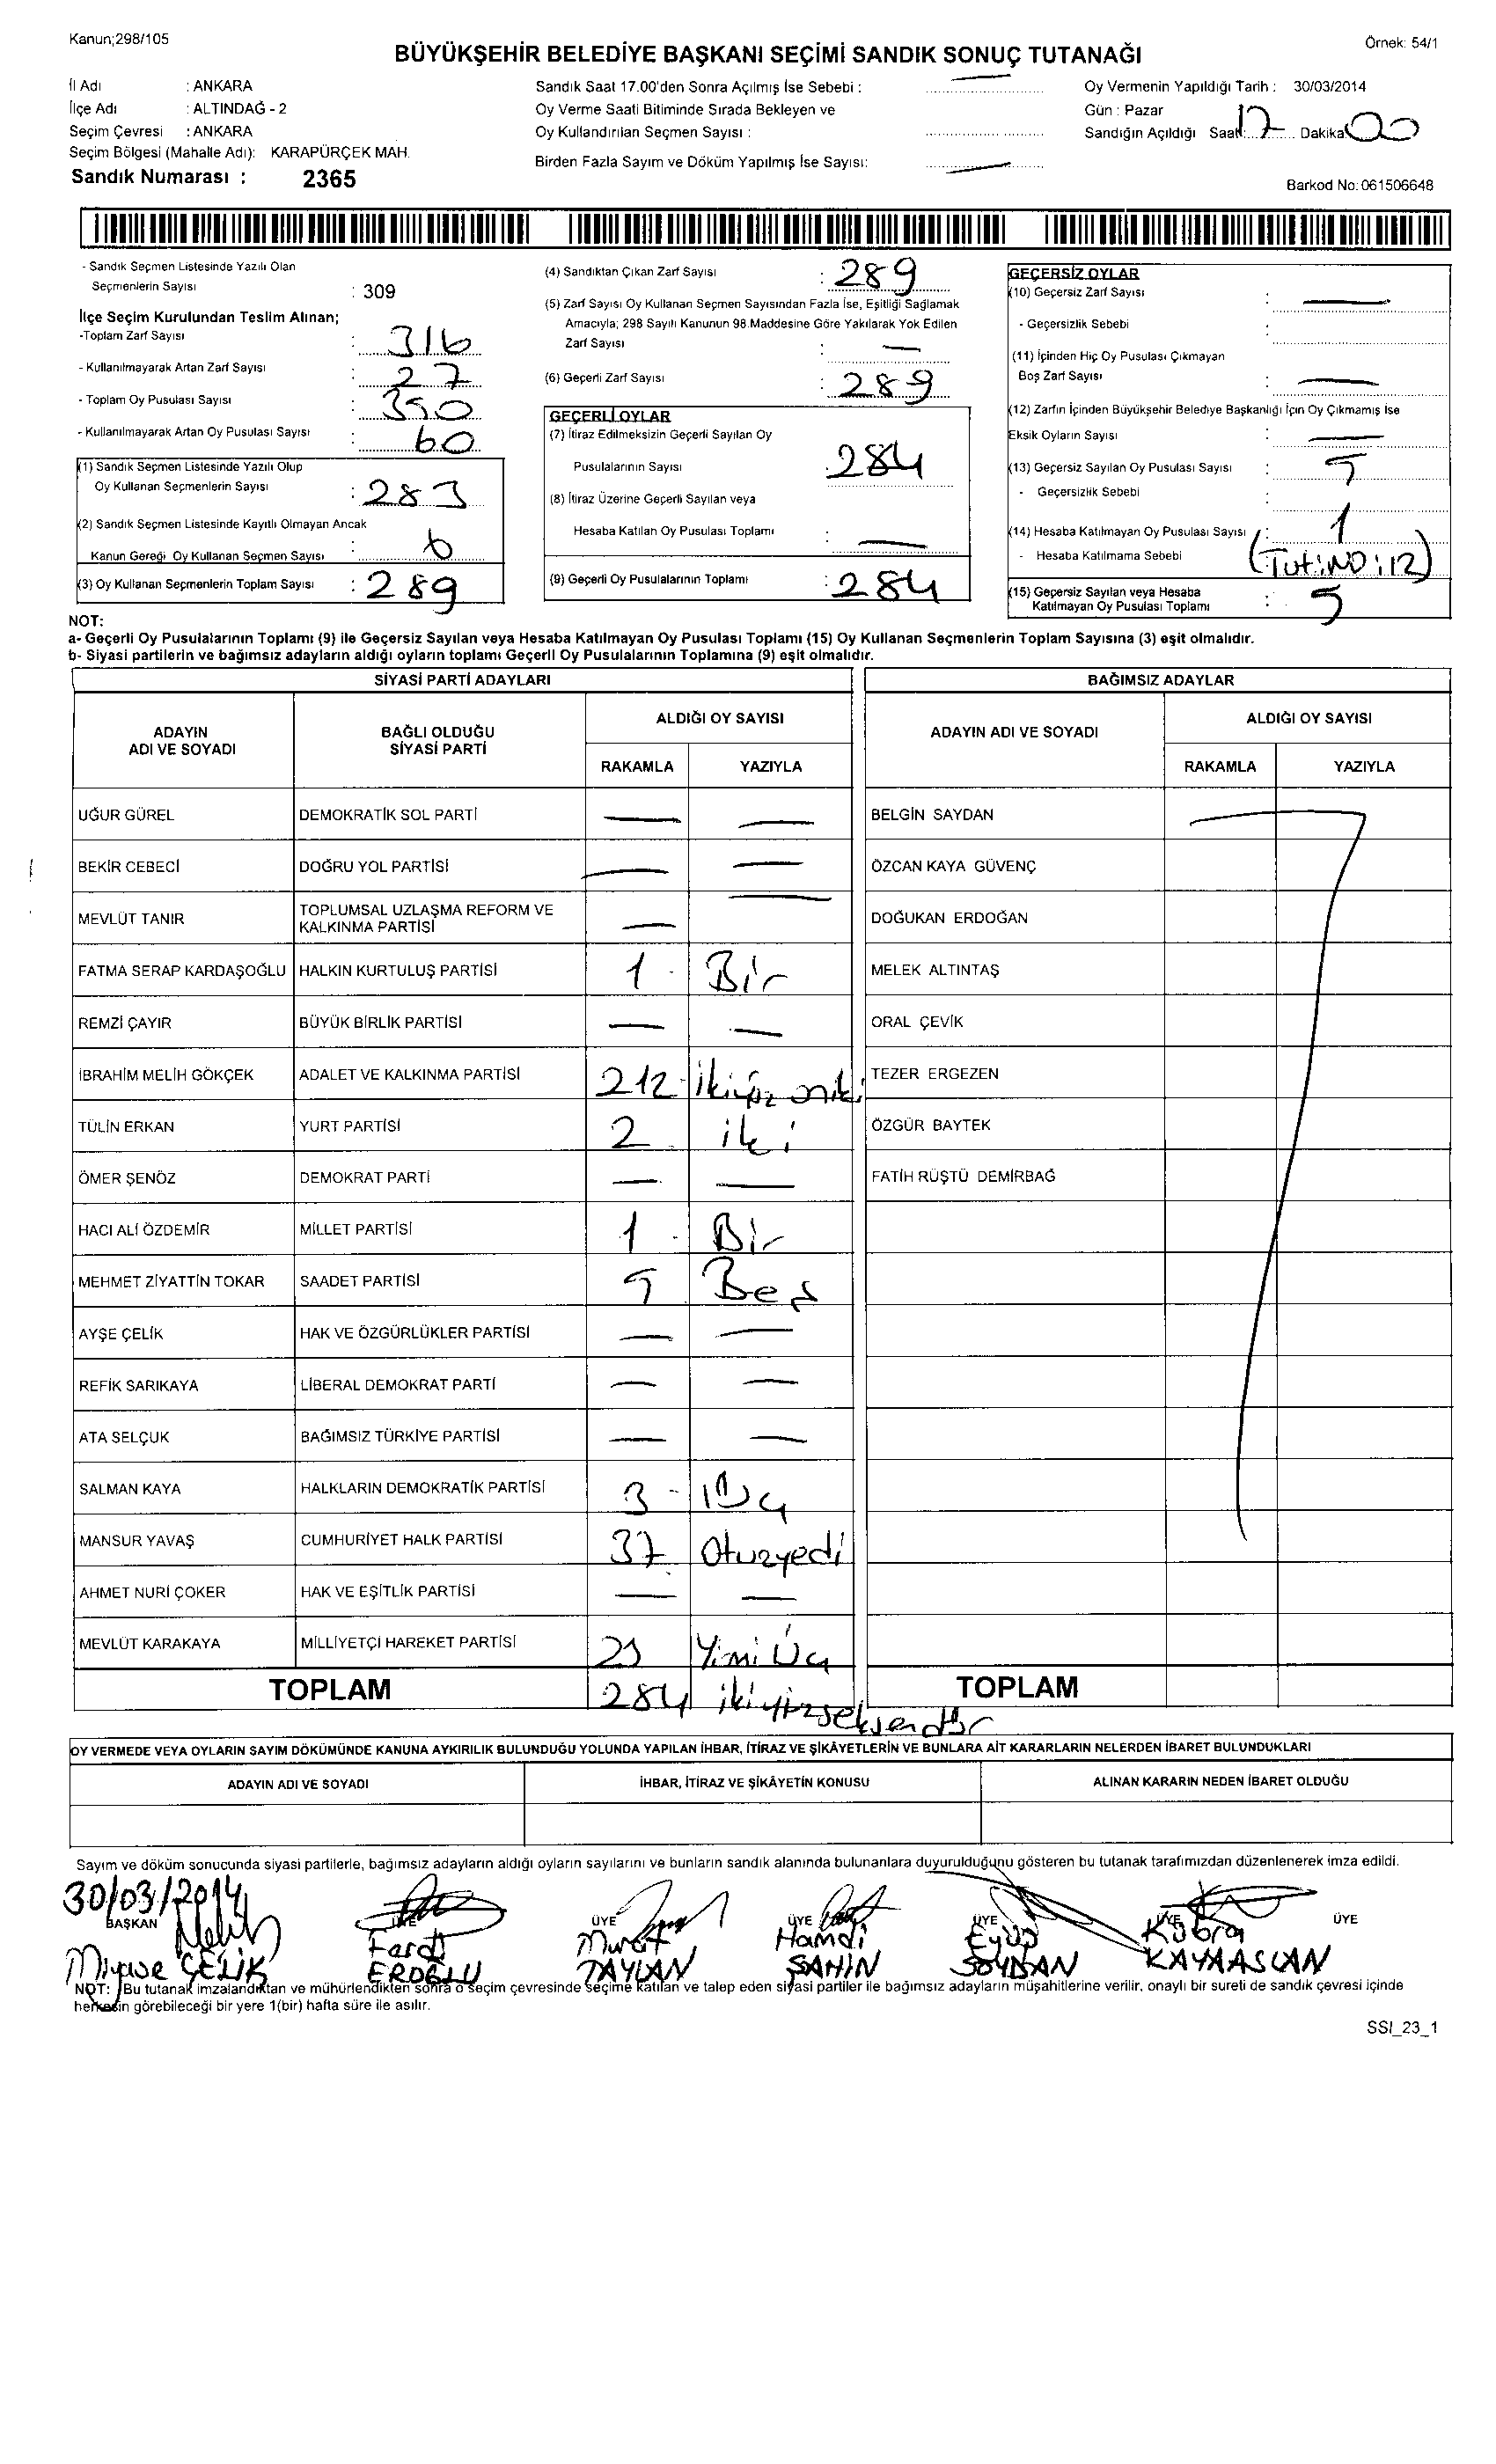 Kanun;298/105
Örnek: 54/1
BÜYÜKŞEHİR BELEDİYE BAŞKANI SEÇİMİ SANDIK SONUÇ TUTANAĞI
İl Adı : ANKARA
İlçe Adı : ALTINDAĞ - 2
Seçim Çevresi : ANKARA
Seçim Bölgesi (Mahalle Adı): KARAPÜRÇEK MAH.
Sandık Numarası : 2365
Sandık Saat 17.00'den Sonra Açılmış İse Sebebi : —
Oy Verme Saati Bitiminde Sırada Bekleyen ve
Oy Kullandırılan Seçmen Sayısı :
Birden Fazla Sayım ve Döküm Yapılmış İse Sayısı: —
Oy Vermenin Yapıldığı Tarih : 30/03/2014
Gün : Pazar
Sandığın Açıldığı Saat: 17 Dakika 00
Barkod No: 061506648
- Sandık Seçmen Listesinde Yazılı Olan
Seçmenlerin Sayısı : 309
İlçe Seçim Kurulundan Teslim Alınan;
-Toplam Zarf Sayısı : 316
- Kullanılmayarak Artan Zarf Sayısı : 27
- Toplam Oy Pusulası Sayısı : 350
- Kullanılmayarak Artan Oy Pusulası Sayısı : 60
(1) Sandık Seçmen Listesinde Yazılı Olup
Oy Kullanan Seçmenlerin Sayısı : 283
(2) Sandık Seçmen Listesinde Kayıtlı Olmayan Ancak
Kanun Gereği Oy Kullanan Seçmen Sayısı : 6
(3) Oy Kullanan Seçmenlerin Toplam Sayısı : 289
(4) Sandıktan Çıkan Zarf Sayısı : 289
(5) Zarf Sayısı Oy Kullanan Seçmen Sayısından Fazla İse, Eşitliği Sağlamak
Amacıyla; 298 Sayılı Kanunun 98.Maddesine Göre Yakılarak Yok Edilen
Zarf Sayısı : —
(6) Geçerli Zarf Sayısı : 289
GEÇERLİ OYLAR
(7) İtiraz Edilmeksizin Geçerli Sayılan Oy
Pusulalarının Sayısı : 284
(8) İtiraz Üzerine Geçerli Sayılan veya
Hesaba Katılan Oy Pusulası Toplamı : —
(9) Geçerli Oy Pusulalarının Toplamı : 284
GEÇERSİZ OYLAR
(10) Geçersiz Zarf Sayısı : —
- Geçersizlik Sebebi :
(11) İçinden Hiç Oy Pusulası Çıkmayan
Boş Zarf Sayısı : —
(12) Zarfın İçinden Büyükşehir Belediye Başkanlığı İçin Oy Çıkmamış İse
Eksik Oyların Sayısı : —
(13) Geçersiz Sayılan Oy Pusulası Sayısı : 5
- Geçersizlik Sebebi :
(14) Hesaba Katılmayan Oy Pusulası Sayısı : 1
- Hesaba Katılmama Sebebi (Tut:NO:12)
(15) Geçersiz Sayılan veya Hesaba
Katılmayan Oy Pusulası Toplamı : 5
NOT:
a- Geçerli Oy Pusulalarının Toplamı (9) ile Geçersiz Sayılan veya Hesaba Katılmayan Oy Pusulası Toplamı (15) Oy Kullanan Seçmenlerin Toplam Sayısına (3) eşit olmalıdır.
b- Siyasi partilerin ve bağımsız adayların aldığı oyların toplamı Geçerli Oy Pusulalarının Toplamına (9) eşit olmalıdır.
SİYASİ PARTİ ADAYLARI
ADAYIN ADI VE SOYADI BAĞLI OLDUĞU SİYASİ PARTİ ALDIĞI OY SAYISI
RAKAMLA YAZIYLA
UĞUR GÜREL DEMOKRATİK SOL PARTİ — —
BEKİR CEBECİ DOĞRU YOL PARTİSİ — —
MEVLÜT TANIR TOPLUMSAL UZLAŞMA REFORM VE KALKINMA PARTİSİ — —
FATMA SERAP KARDAŞOĞLU HALKIN KURTULUŞ PARTİSİ 1 Bir
REMZİ ÇAYIR BÜYÜK BİRLİK PARTİSİ — —
İBRAHİM MELİH GÖKÇEK ADALET VE KALKINMA PARTİSİ 212 ikiyüz oniki
TÜLİN ERKAN YURT PARTİSİ 2 iki
ÖMER ŞENÖZ DEMOKRAT PARTİ — —
HACI ALİ ÖZDEMİR MİLLET PARTİSİ 1 Bir
MEHMET ZİYATTİN TOKAR SAADET PARTİSİ 5 Beş
AYŞE ÇELİK HAK VE ÖZGÜRLÜKLER PARTİSİ — —
REFİK SARIKAYA LİBERAL DEMOKRAT PARTİ — —
ATA SELÇUK BAĞIMSIZ TÜRKİYE PARTİSİ — —
SALMAN KAYA HALKLARIN DEMOKRATİK PARTİSİ 3 Üç
MANSUR YAVAŞ CUMHURİYET HALK PARTİSİ 37 Otuzyedi
AHMET NURİ ÇOKER HAK VE EŞİTLİK PARTİSİ — —
MEVLÜT KARAKAYA MİLLİYETÇİ HAREKET PARTİSİ 23 Yimi Üç
TOPLAM 284 ikiyüzseksendör
BAĞIMSIZ ADAYLAR
ADAYIN ADI VE SOYADI ALDIĞI OY SAYISI
RAKAMLA YAZIYLA
BELGİN SAYDAN
ÖZCAN KAYA GÜVENÇ
DOĞUKAN ERDOĞAN
MELEK ALTINTAŞ
ORAL ÇEVİK
TEZER ERGEZEN
ÖZGÜR BAYTEK
FATİH RÜŞTÜ DEMİRBAĞ
TOPLAM
OY VERMEDE VEYA OYLARIN SAYIM DÖKÜMÜNDE KANUNA AYKIRILIK BULUNDUĞU YOLUNDA YAPILAN İHBAR, İTİRAZ VE ŞİKÂYETLERİN VE BUNLARA AİT KARARLARIN NELERDEN İBARET BULUNDUKLARI
ADAYIN ADI VE SOYADI İHBAR, İTİRAZ VE ŞİKÂYETİN KONUSU ALINAN KARARIN NEDEN İBARET OLDUĞU
Sayım ve döküm sonucunda siyasi partilerle, bağımsız adayların aldığı oyların sayılarını ve bunların sandık alanında bulunanlara duyurulduğunu gösteren bu tutanak tarafımızdan düzenlenerek imza edildi.
30/03/2014
BAŞKAN ÜYE ÜYE ÜYE ÜYE ÜYE ÜYE
ÇELİK
EROĞLU
Murat TAYLAN
Hamdi ŞAHİN
Eyüp SOYDAN
Kübra KAYAASLAN
NOT: Bu tutanak imzalandıktan ve mühürlendikten sonra o seçim çevresinde seçime katılan ve talep eden siyasi partiler ile bağımsız adayların müşahitlerine verilir, onaylı bir sureti de sandık çevresi içinde
herkesin görebileceği bir yere 1(bir) hafta süre ile asılır.
SSI_23_1